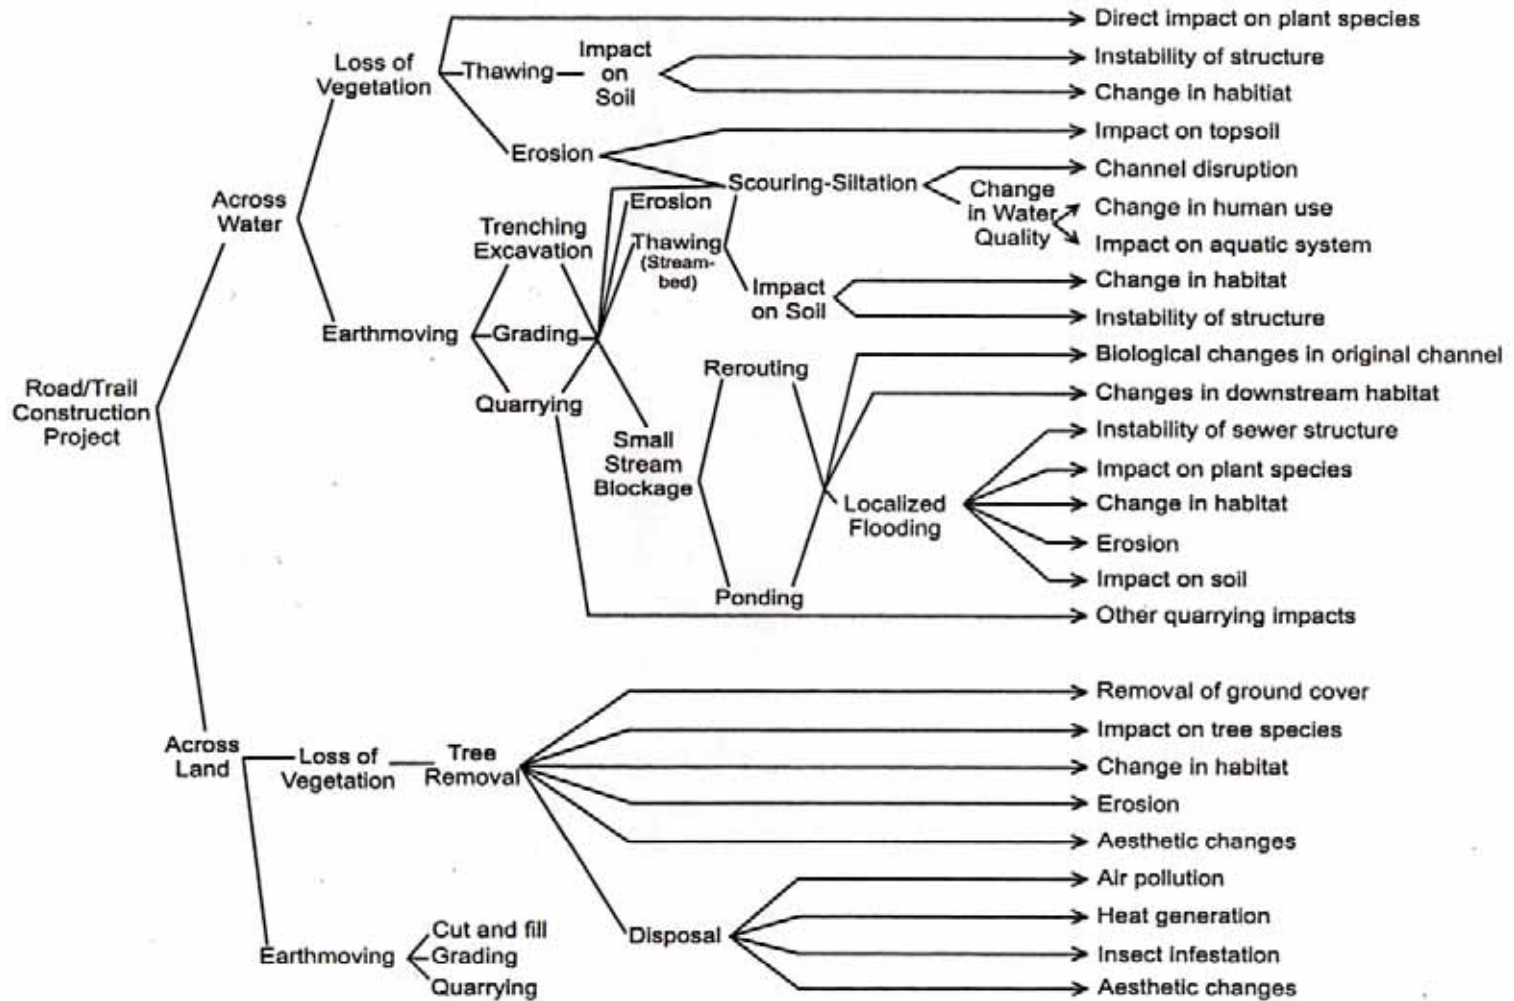 Direct impact on plant species
Loss of
Vegetation
Thawing
Impact
on
Soil
Instability of structure
Change in habitiat
Erosion
Impact on topsoil
Across
Water
Scouring-Siltation
Channel disruption
Change
in Water
Quality
Change in human use
Impact on aquatic system
Trenching
Excavation
Erosion
Thawing
(Stream-
bed)
Impact
on Soil
Change in habitat
Instability of structure
Earthmoving
Grading
Quarrying
Road/Trail
Construction
Project
Small
Stream
Blockage
Rerouting
Ponding
Biological changes in original channel
Changes in downstream habitat
Localized
Flooding
Instability of sewer structure
Impact on plant species
Change in habitat
Erosion
Impact on soil
Other quarrying impacts
Across
Land
Loss of
Vegetation
Tree
Removal
Removal of ground cover
Impact on tree species
Change in habitat
Erosion
Aesthetic changes
Disposal
Air pollution
Heat generation
Insect infestation
Aesthetic changes
Earthmoving
Cut and fill
Grading
Quarrying